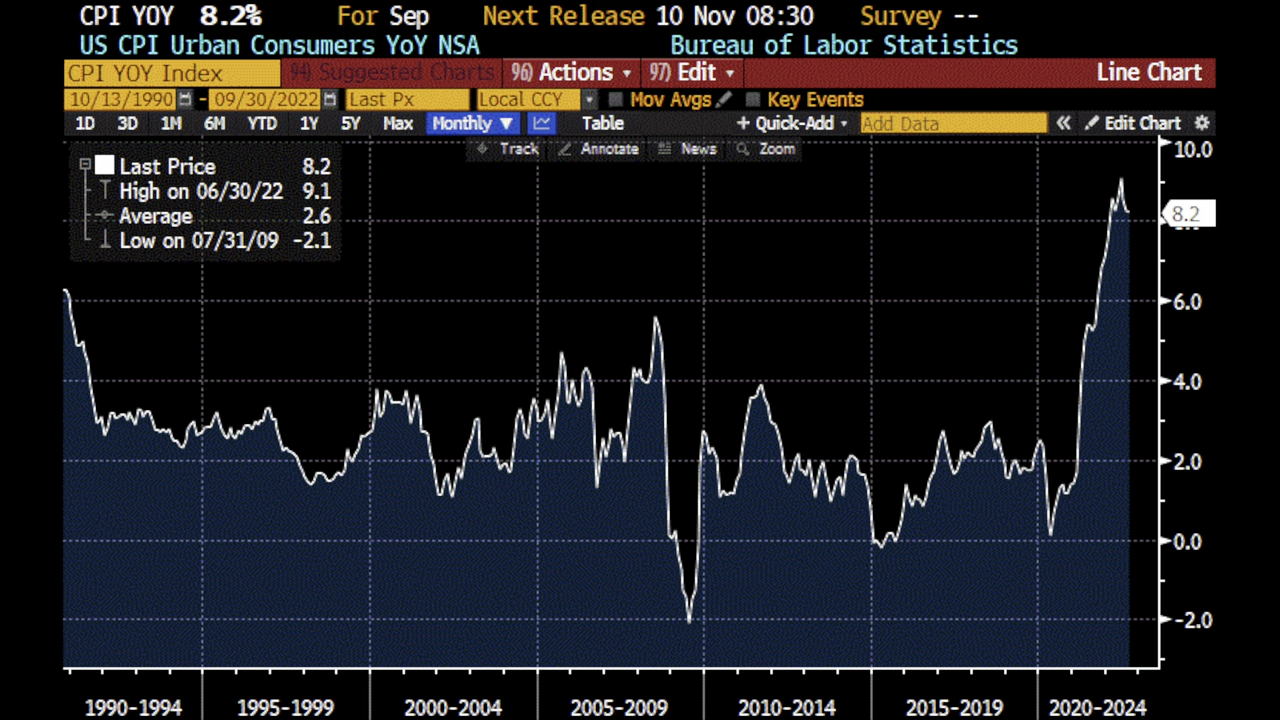 CPI YOY 8.2% For Sep Next Release 10 Nov 08:30 Survey --
US CPI Urban Consumers YoY NSA Bureau of Labor Statistics
CPI YOY Index 94) Suggested Charts 96) Actions 97) Edit Line Chart
10/13/1990 - 09/30/2022 Last Px Local CCY Mov Avgs Key Events
1D 3D 1M 6M YTD 1Y 5Y Max Monthly ▼ Table + Quick-Add Add Data « Edit Chart
Track Annotate News Zoom
Last Price 8.2
High on 06/30/22 9.1
Average 2.6
Low on 07/31/09 -2.1
10.0
8.2
6.0
4.0
2.0
0.0
-2.0
1990-1994 1995-1999 2000-2004 2005-2009 2010-2014 2015-2019 2020-2024